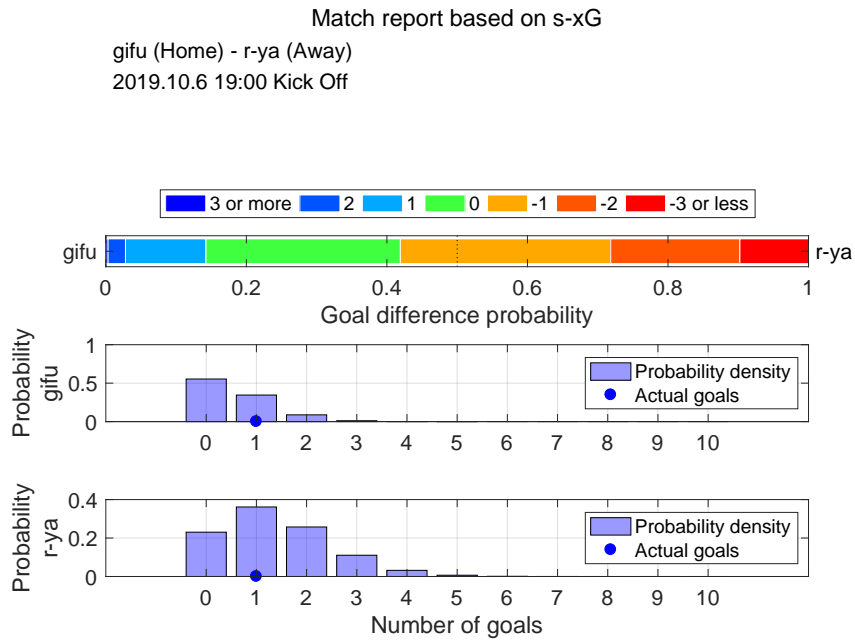 Match report based on s-xG
gifu (Home) - r-ya (Away)
2019.10.6 19:00 Kick Off
3 or more 2 1 0 -1 -2 -3 or less
gifu r-ya
0 0.2 0.4 0.6 0.8 1
Goal difference probability
Probability
gifu
1
0.5
0
Probability density
Actual goals
0 1 2 3 4 5 6 7 8 9 10
Probability
r-ya
0.4
0.2
0
Probability density
Actual goals
0 1 2 3 4 5 6 7 8 9 10
Number of goals